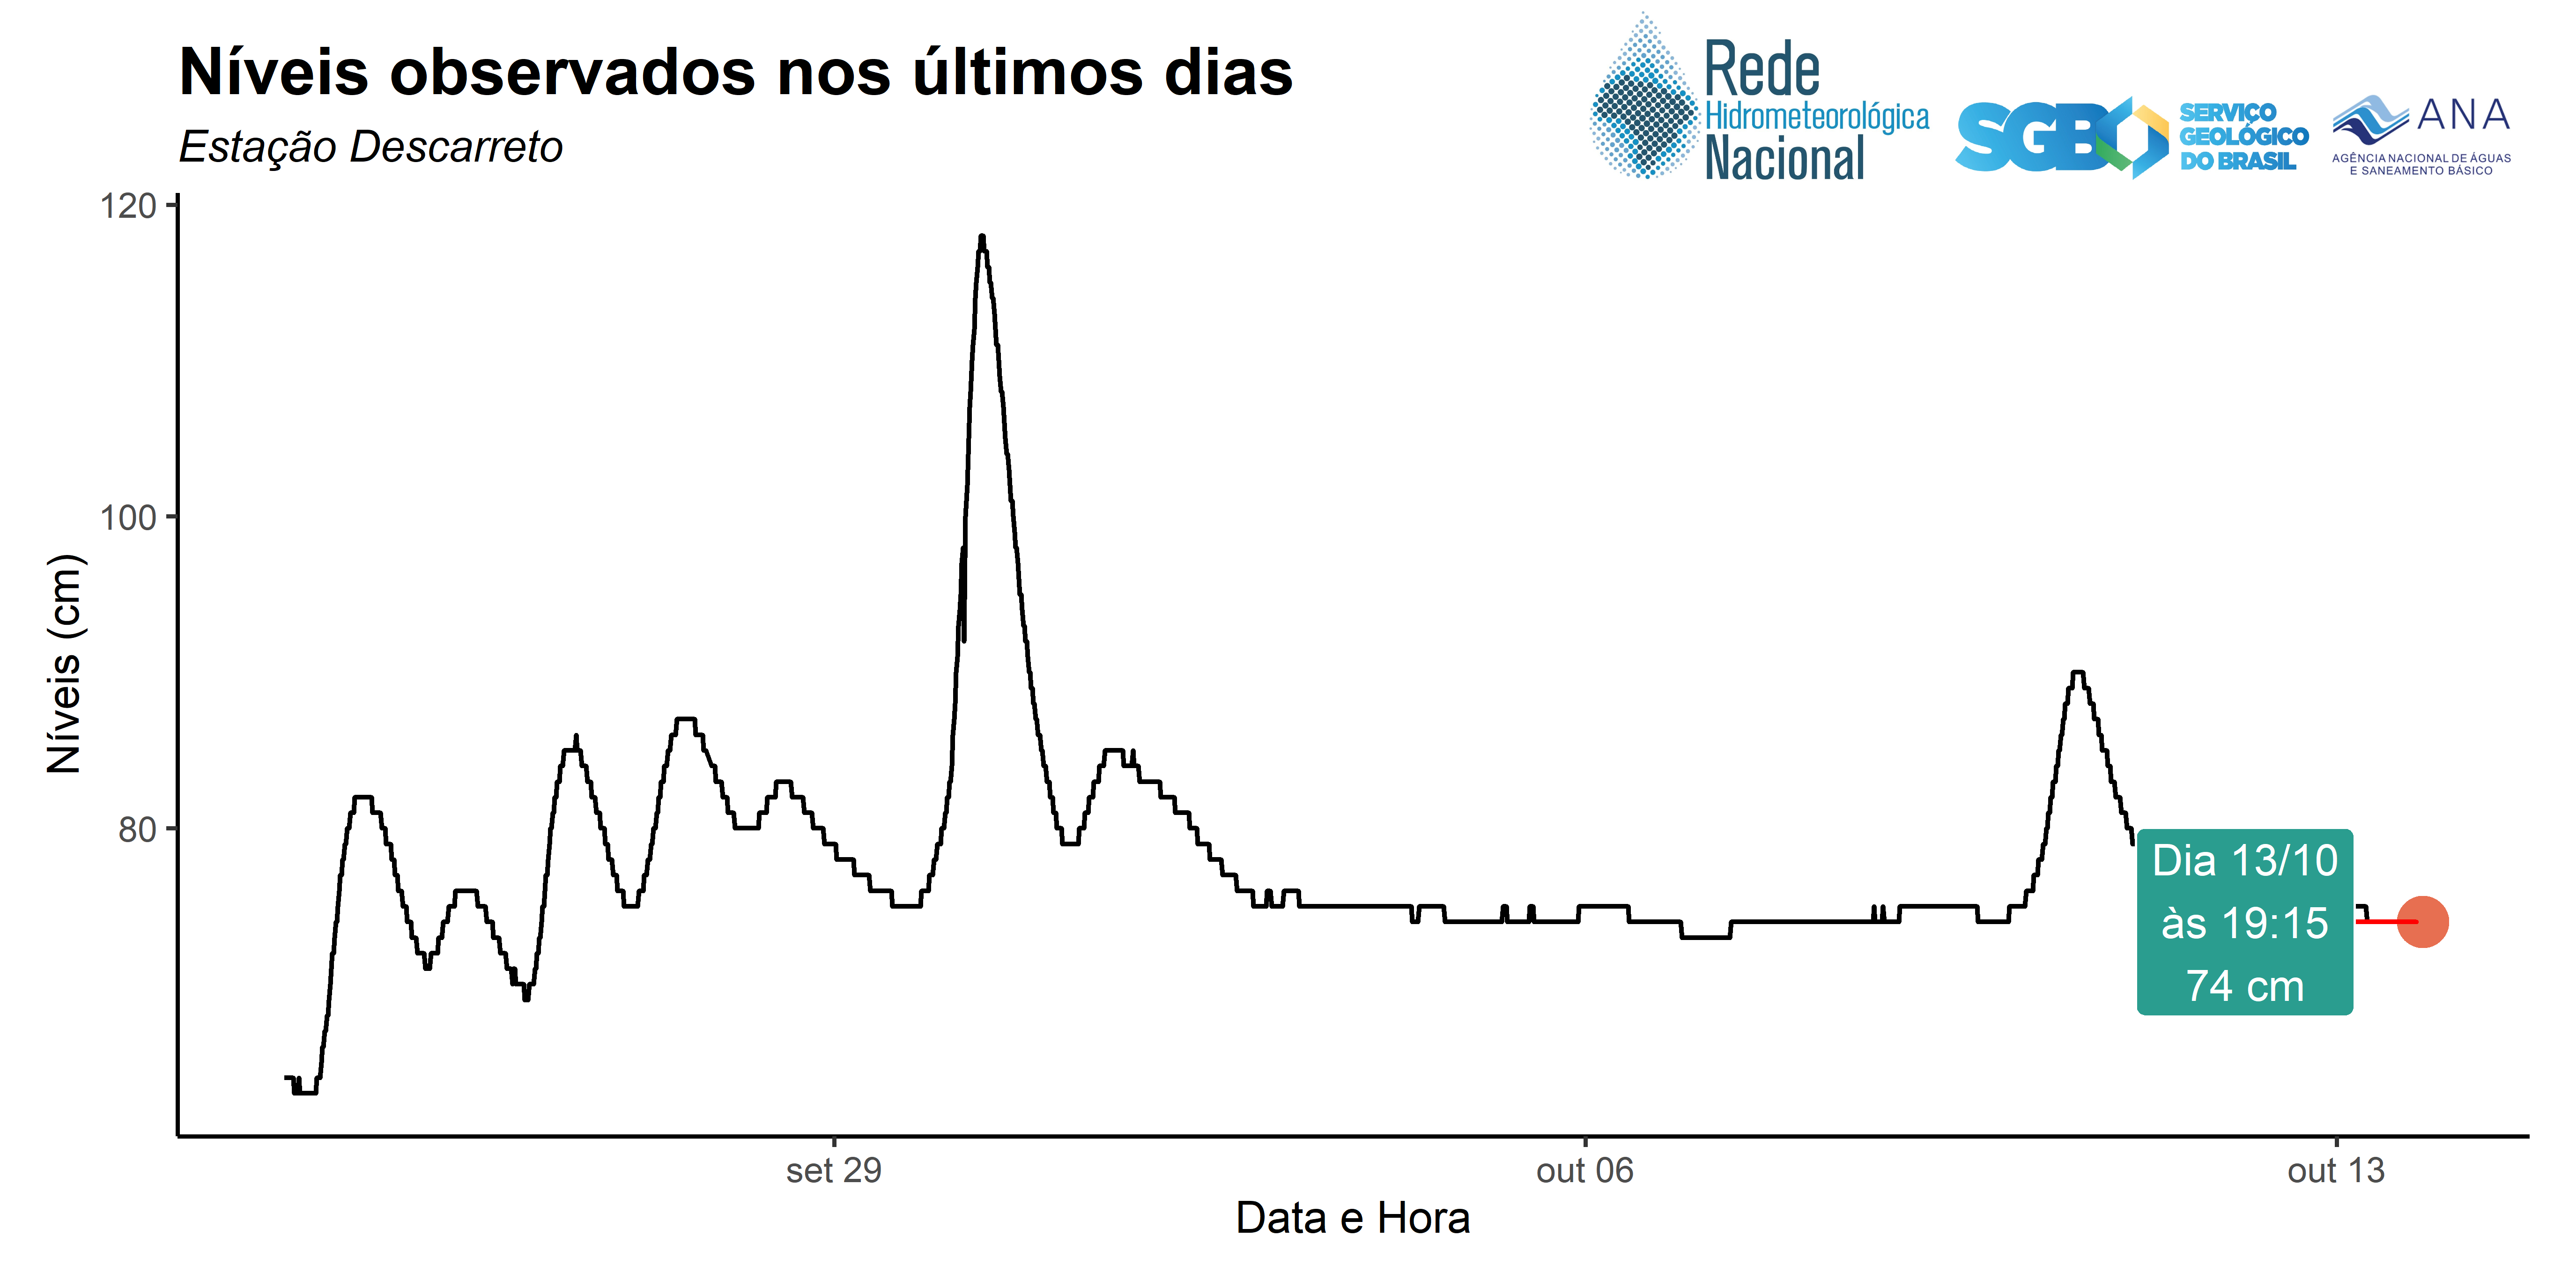 Níveis observados nos últimos dias
Estação Descarreto
Rede
Hidrometeorológica
Nacional
SGB
SERVIÇO
GEOLÓGICO
DO BRASIL
ANA
AGÊNCIA NACIONAL DE ÁGUAS
E SANEAMENTO BÁSICO
120
100
80
Níveis (cm)
Dia 13/10
às 19:15
74 cm
set 29
out 06
out 13
Data e Hora